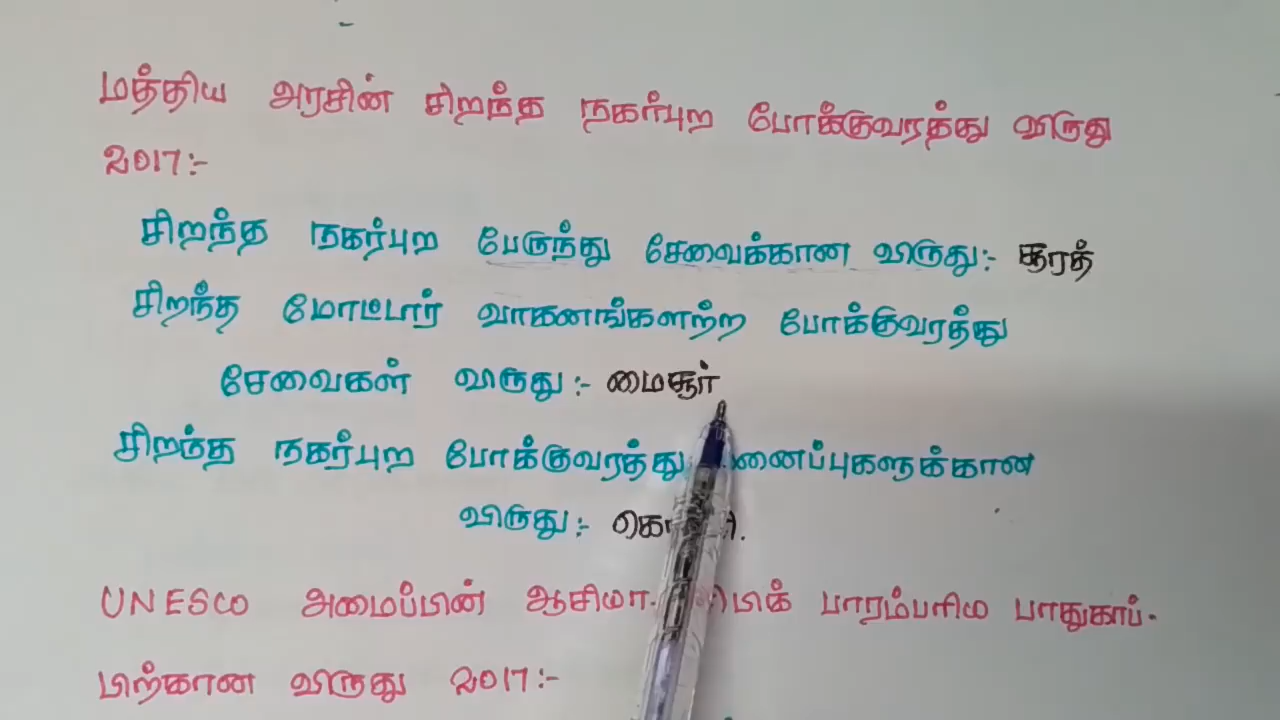 மத்திய அரசின் சிறந்த நகர்புற போக்குவரத்து விருது
2017:-
சிறந்த நகர்புற பேருந்து சேவைக்கான விருது:- சூரத்
சிறந்த மோட்டார் வாகனங்களற்ற போக்குவரத்து
சேவைகள் விருது:- மைசூர்
சிறந்த நகர்புற போக்குவரத்து
விருது:-
UNESCO அமைப்பின் ஆசியா- பாரம்பரிய பாதுகாப்-
பிற்கான விருது 2017:-